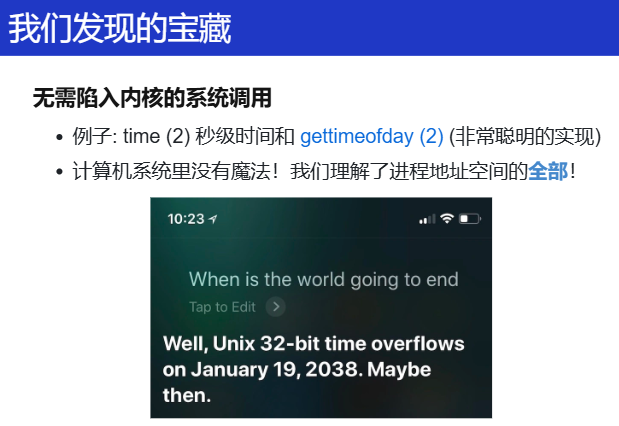 我们发现的宝藏
无需陷入内核的系统调用
• 例子: time (2) 秒级时间和 gettimeofday (2) (非常聪明的实现)
• 计算机系统里没有魔法！我们理解了进程地址空间的全部！
10:23
When is the world going to end
Tap to Edit
Well, Unix 32-bit time overflows
on January 19, 2038. Maybe
then.